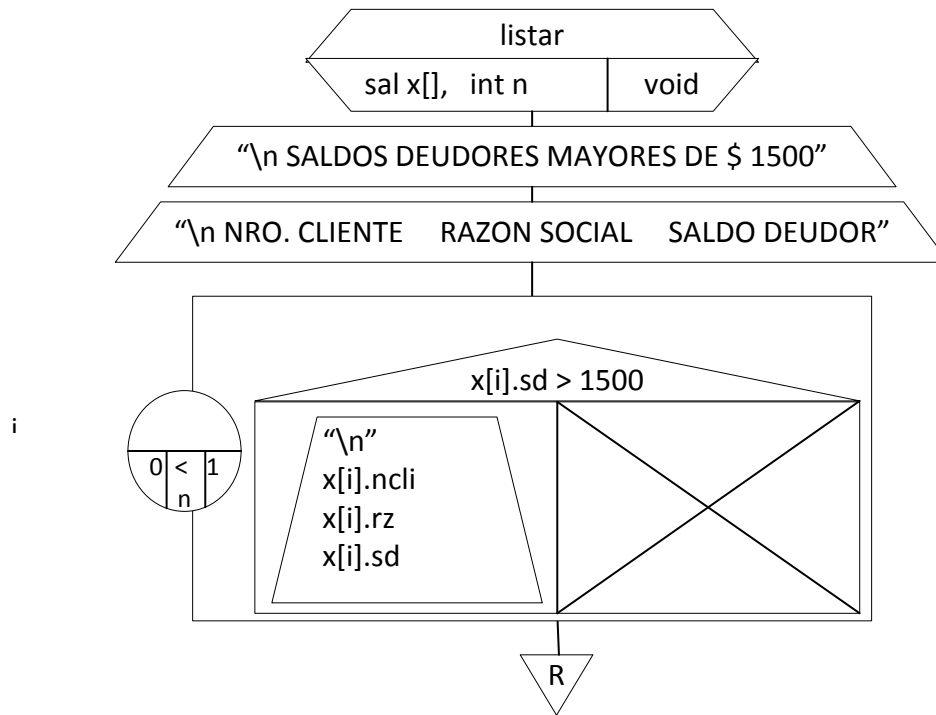 listar
sal x[], int n void
“\n SALDOS DEUDORES MAYORES DE $ 1500”
“\n NRO. CLIENTE RAZON SOCIAL SALDO DEUDOR”
x[i].sd > 1500
i
0 < 1
n
“\n”
x[i].ncli
x[i].rz
x[i].sd
R